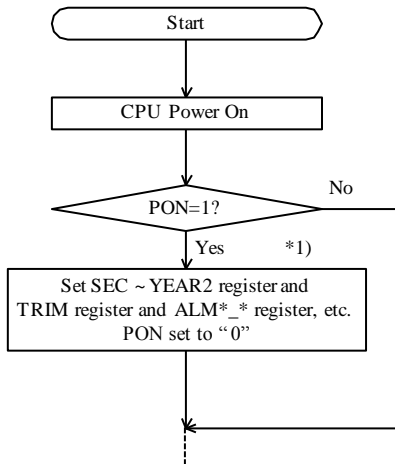 Start
CPU Power On
PON=1?
No
Yes
*1)
Set SEC ~ YEAR2 register and
TRIM register and ALM*_* register, etc.
PON set to “0”